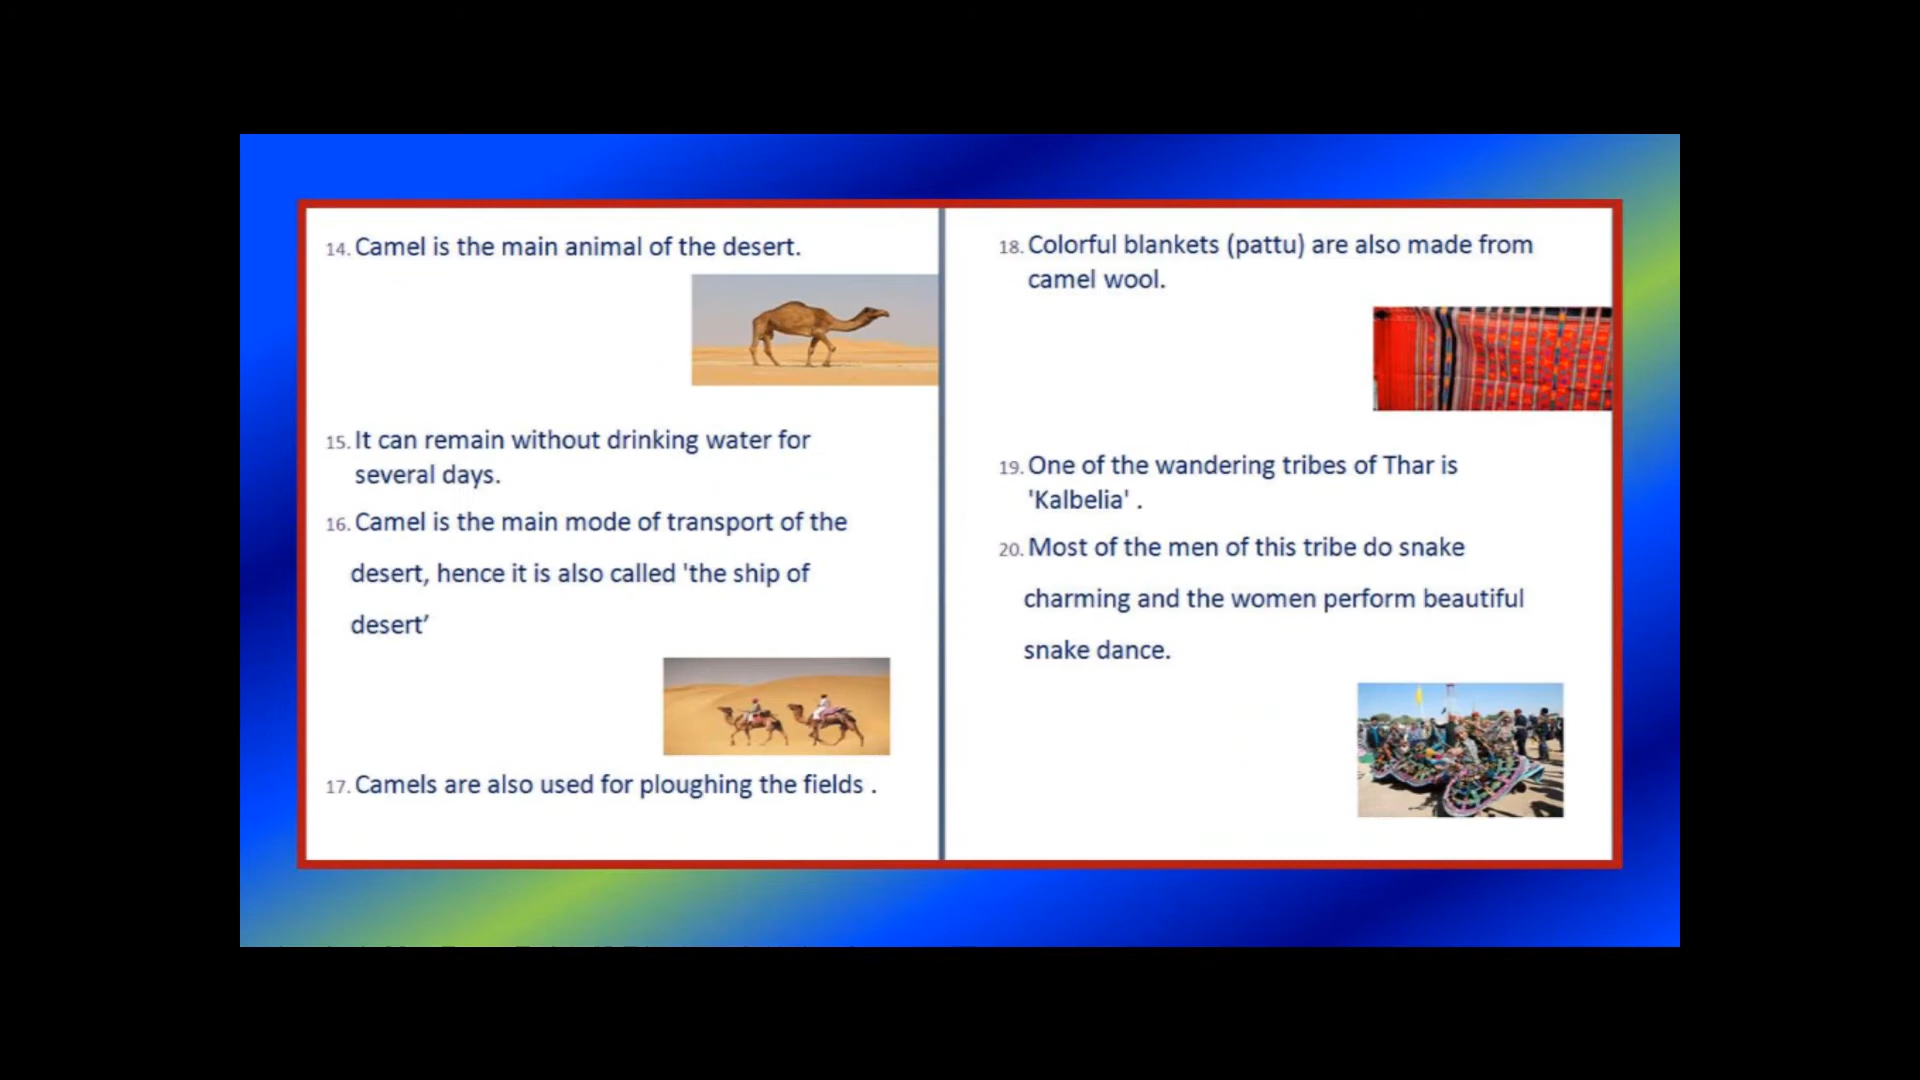 14. Camel is the main animal of the desert.
15. It can remain without drinking water for
several days.
16. Camel is the main mode of transport of the
desert, hence it is also called 'the ship of
desert’
17. Camels are also used for ploughing the fields .
18. Colorful blankets (pattu) are also made from
camel wool.
19. One of the wandering tribes of Thar is
'Kalbelia' .
20. Most of the men of this tribe do snake
charming and the women perform beautiful
snake dance.